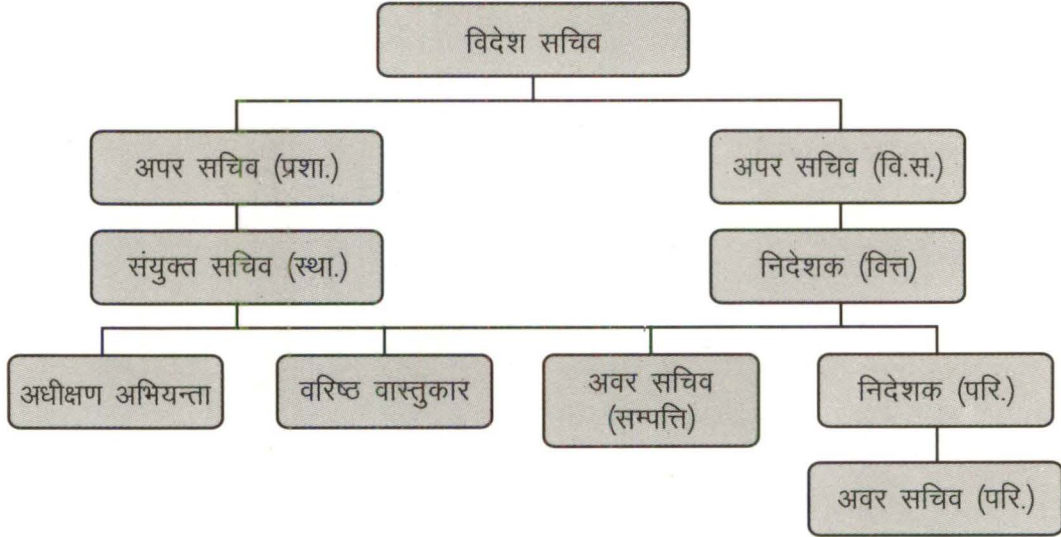 विदेश सचिव
अपर सचिव (प्रशा.)
अपर सचिव (वि.स.)
संयुक्त सचिव (स्था.)
निदेशक (वित्त)
अधीक्षण अभियन्ता
वरिष्ठ वास्तुकार
अवर सचिव
(सम्पत्ति)
निदेशक (परि.)
अवर सचिव (परि.)